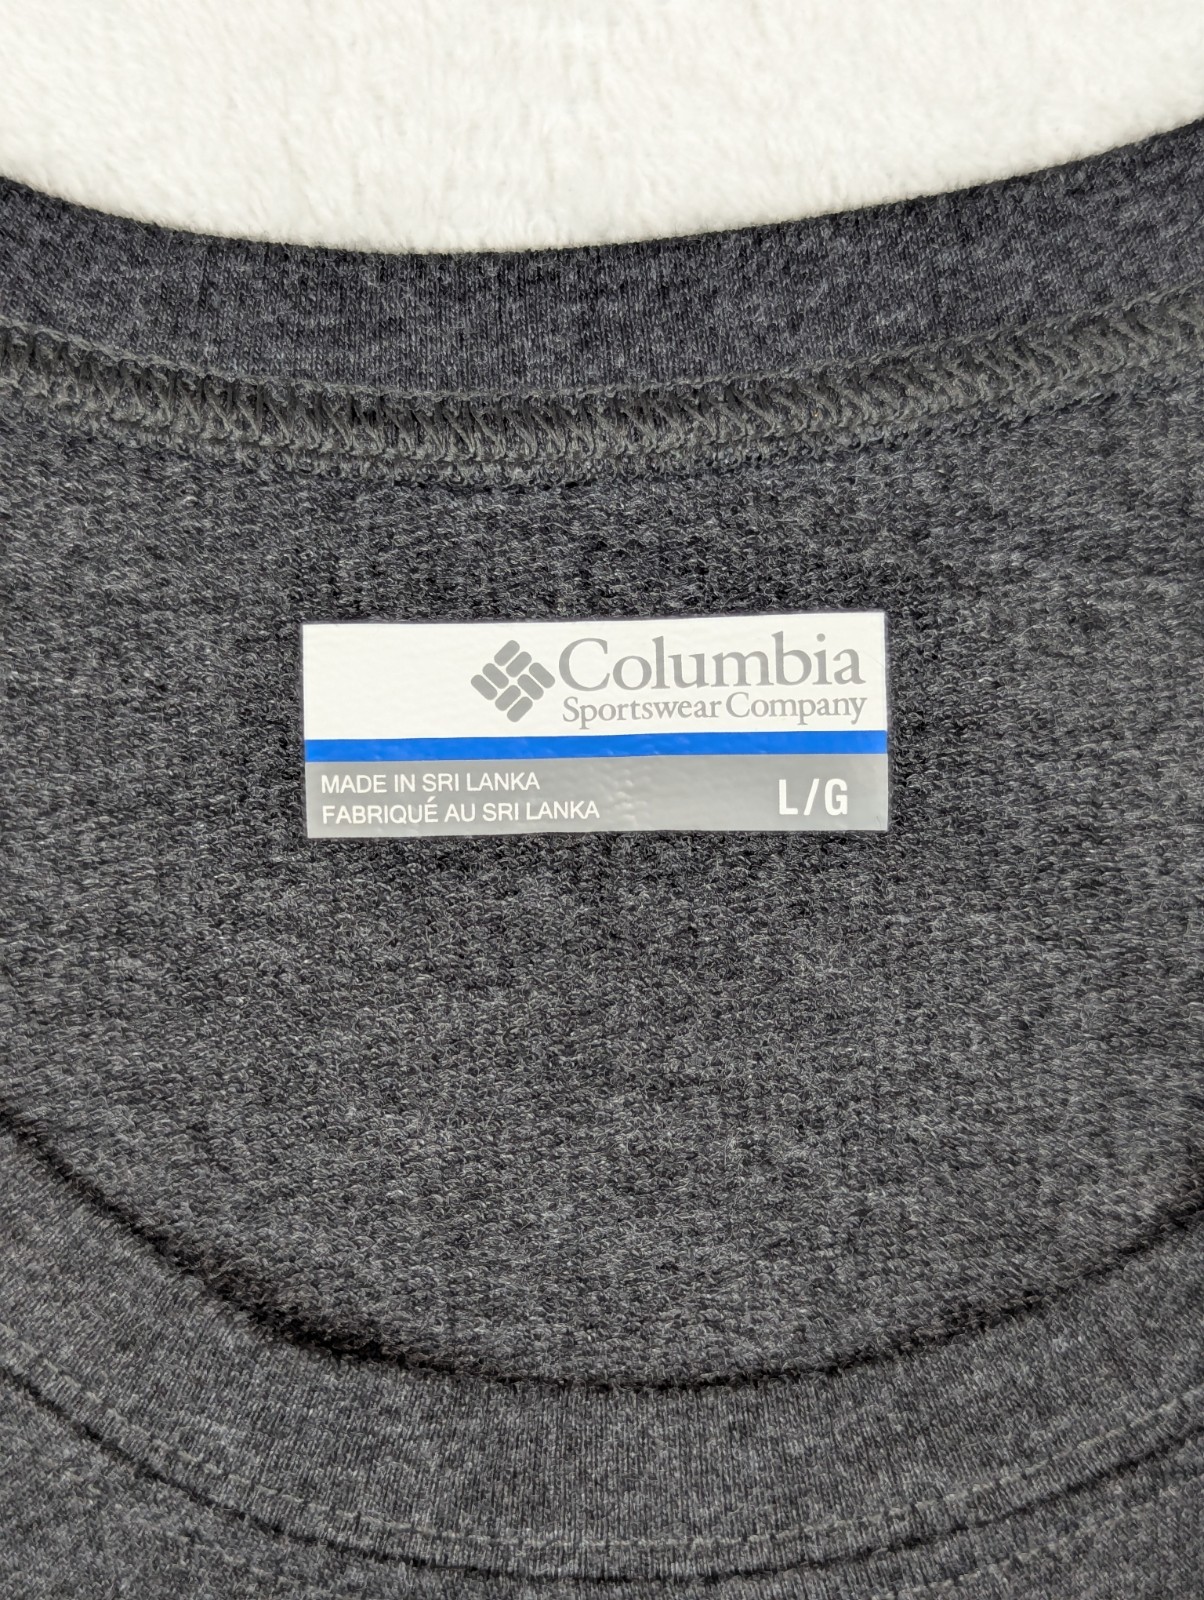 Columbia
Sportswear Company
MADE IN SRI LANKA
FABRIQUÉ AU SRI LANKA
L/G